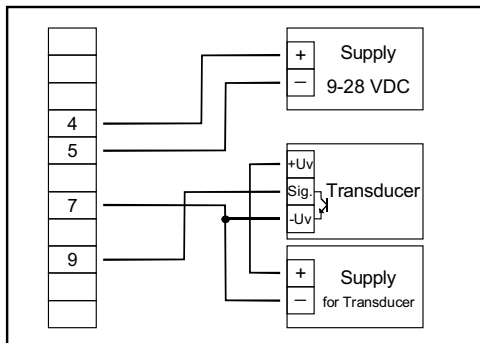 4
5
7
9
+
–
Supply
9-28 VDC
+Uv
Sig.
-Uv
Transducer
+
–
Supply
for Transducer